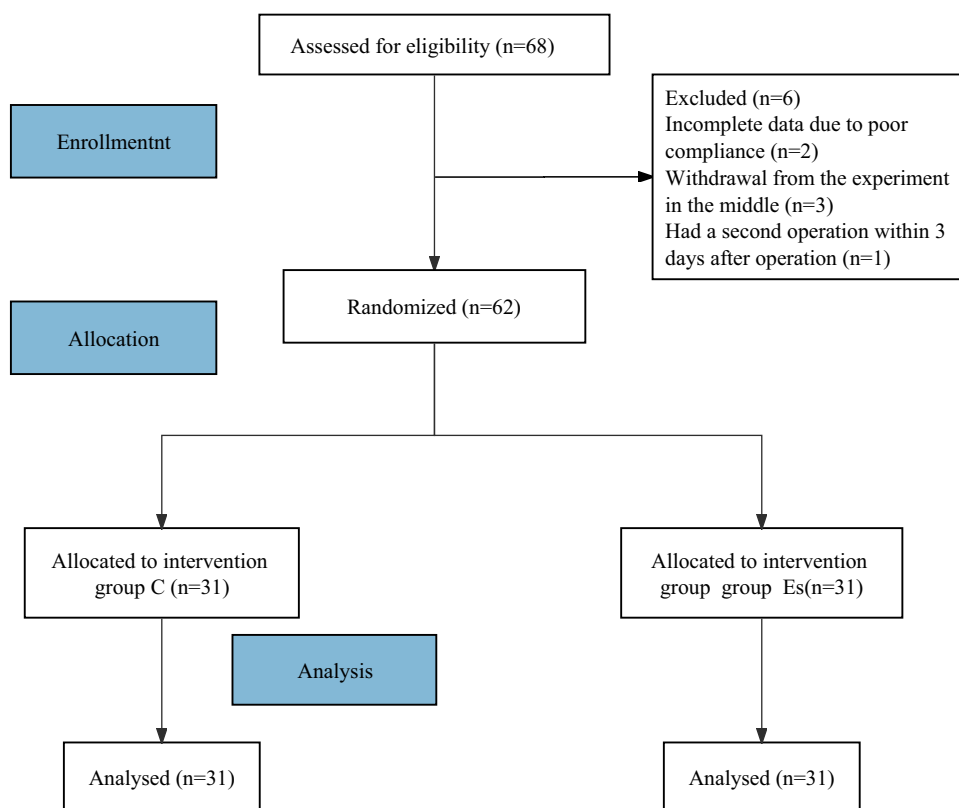 Assessed for eligibility (n=68)
Excluded (n=6)
Incomplete data due to poor
compliance (n=2)
Withdrawal from the experiment
in the middle (n=3)
Had a second operation within 3
days after operation (n=1)
Enrollmentnt
Randomized (n=62)
Allocation
Allocated to intervention
group C (n=31)
Allocated to intervention
group group Es(n=31)
Analysis
Analysed (n=31)
Analysed (n=31)